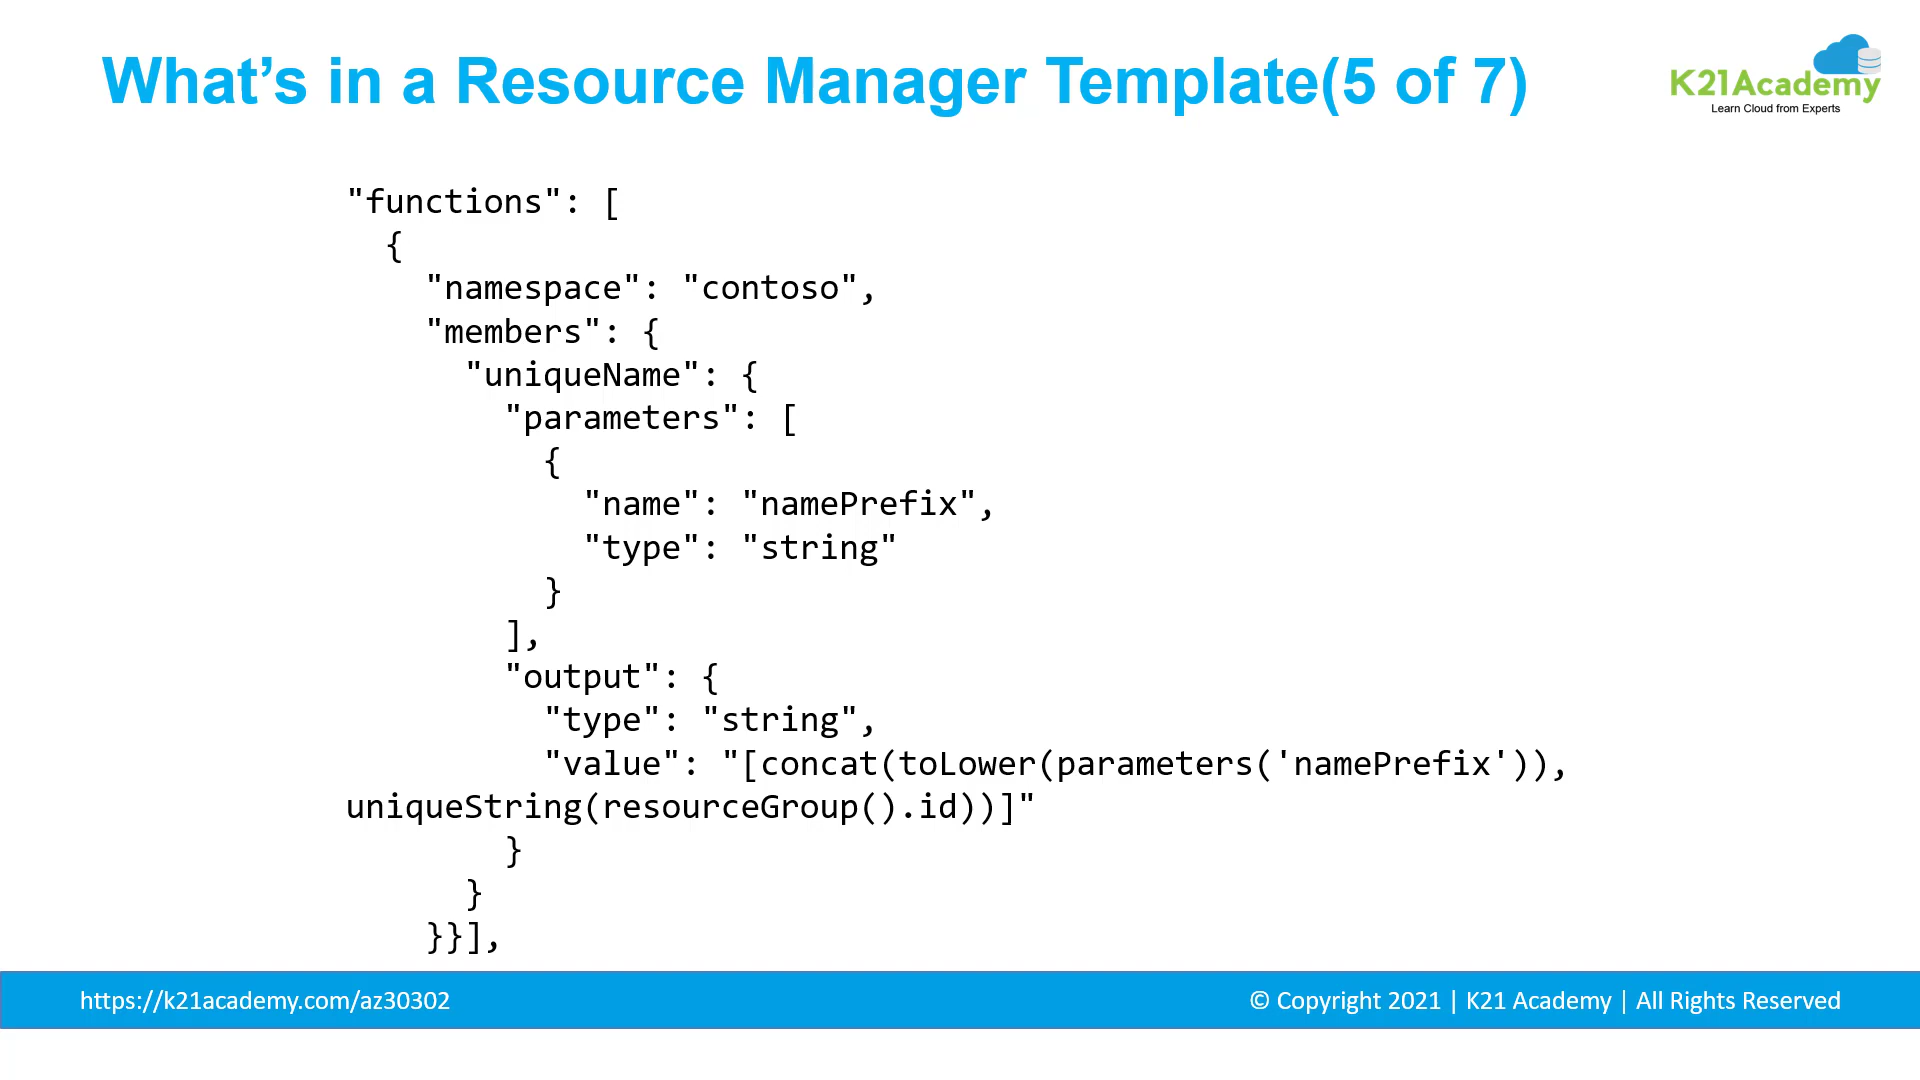 What’s in a Resource Manager Template(5 of 7)
K21Academy
Learn Cloud from Experts
"functions": [
  {
    "namespace": "contoso",
    "members": {
      "uniqueName": {
        "parameters": [
          {
            "name": "namePrefix",
            "type": "string"
          }
        ],
        "output": {
          "type": "string",
          "value": "[concat(toLower(parameters('namePrefix')),
uniqueString(resourceGroup().id))]"
        }
      }
    }}],
https://k21academy.com/az30302
© Copyright 2021 | K21 Academy | All Rights Reserved